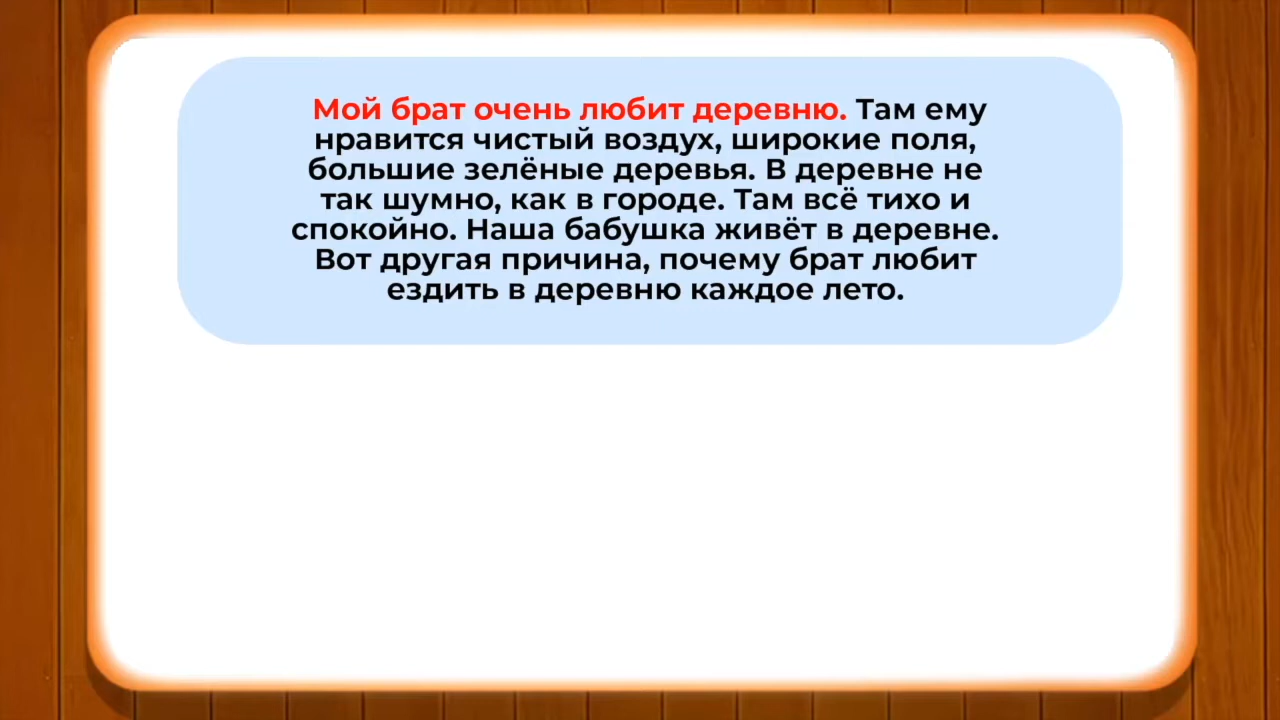 Мой брат очень любит деревню. Там ему
нравится чистый воздух, широкие поля,
большие зелёные деревья. В деревне не
так шумно, как в городе. Там всё тихо и
спокойно. Наша бабушка живёт в деревне.
Вот другая причина, почему брат любит
ездить в деревню каждое лето.